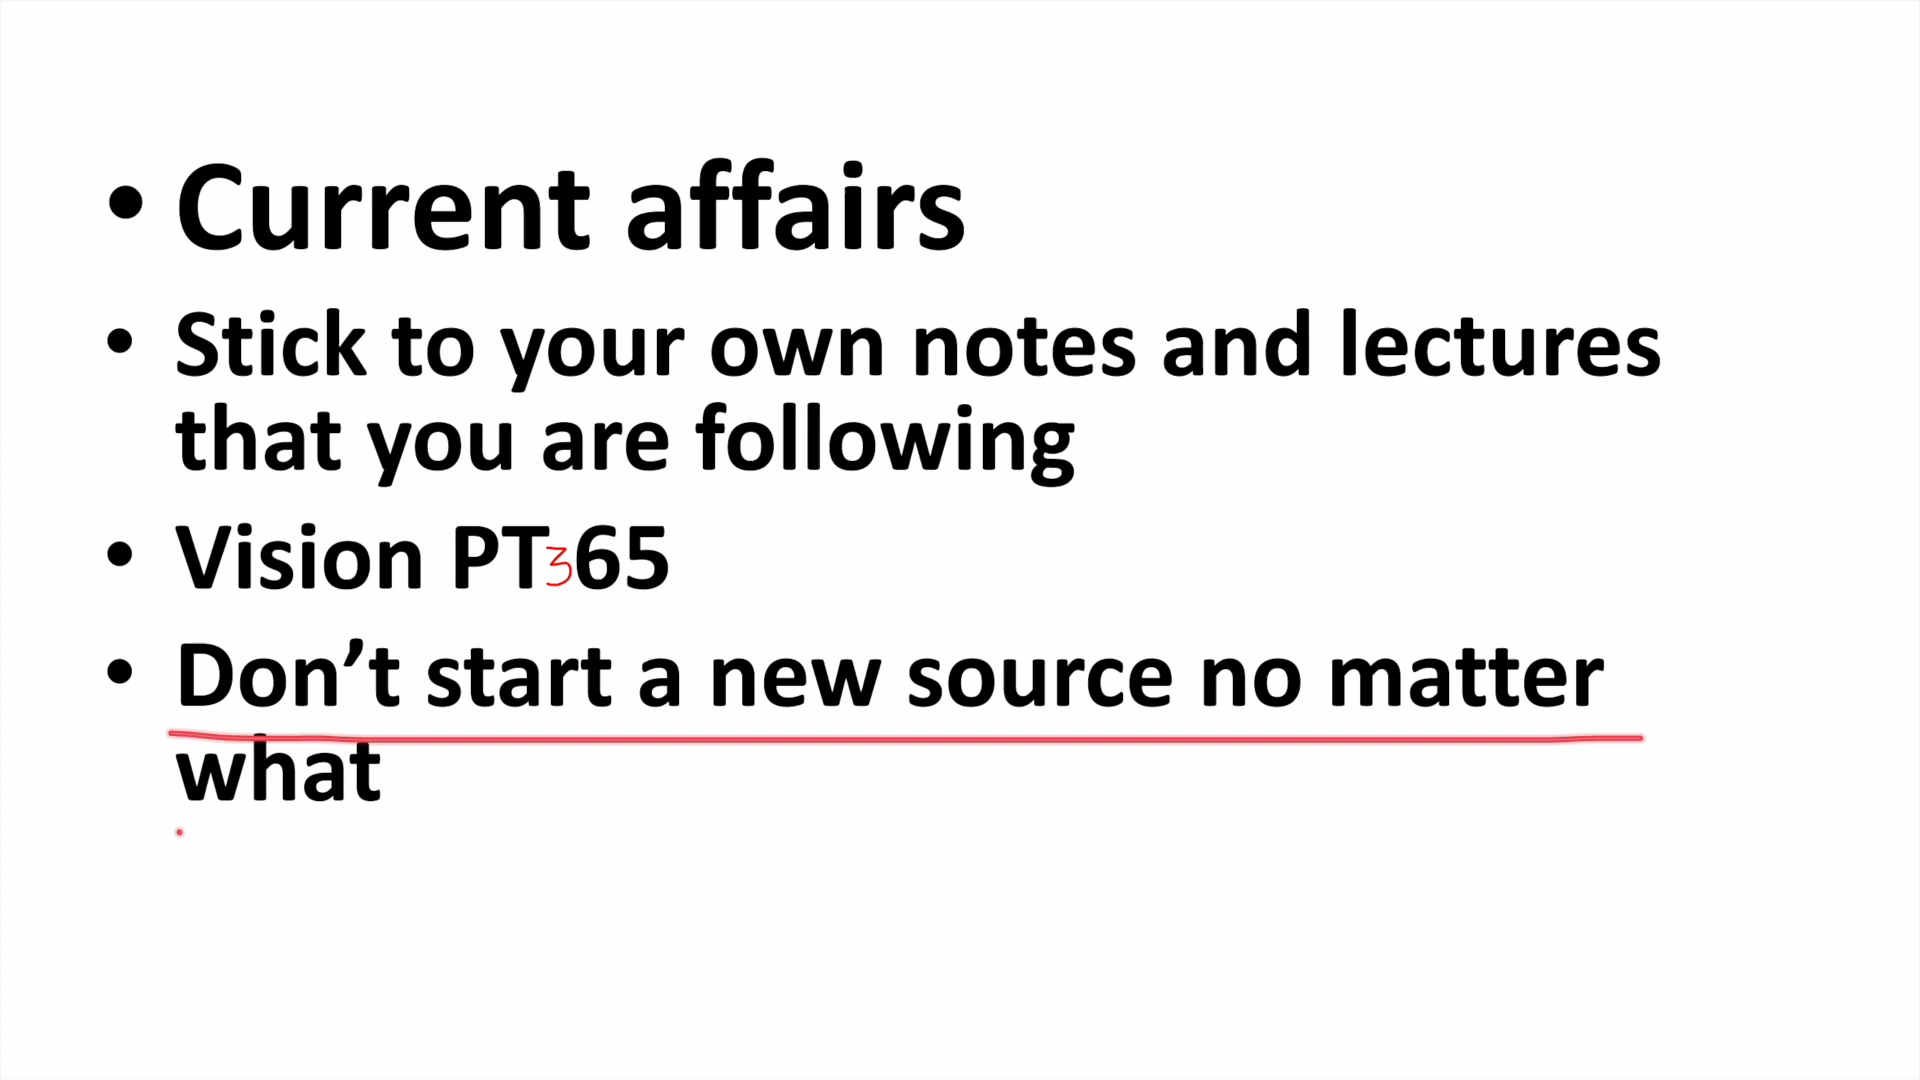 • Current affairs
• Stick to your own notes and lectures
that you are following
• Vision PT365
• Don’t start a new source no matter
what